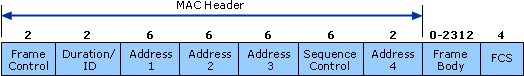 MAC Header
2 2 6 6 6 6 2 0-2312 4
Frame Control Duration/ID Address 1 Address 2 Address 3 Sequence Control Address 4 Frame Body FCS